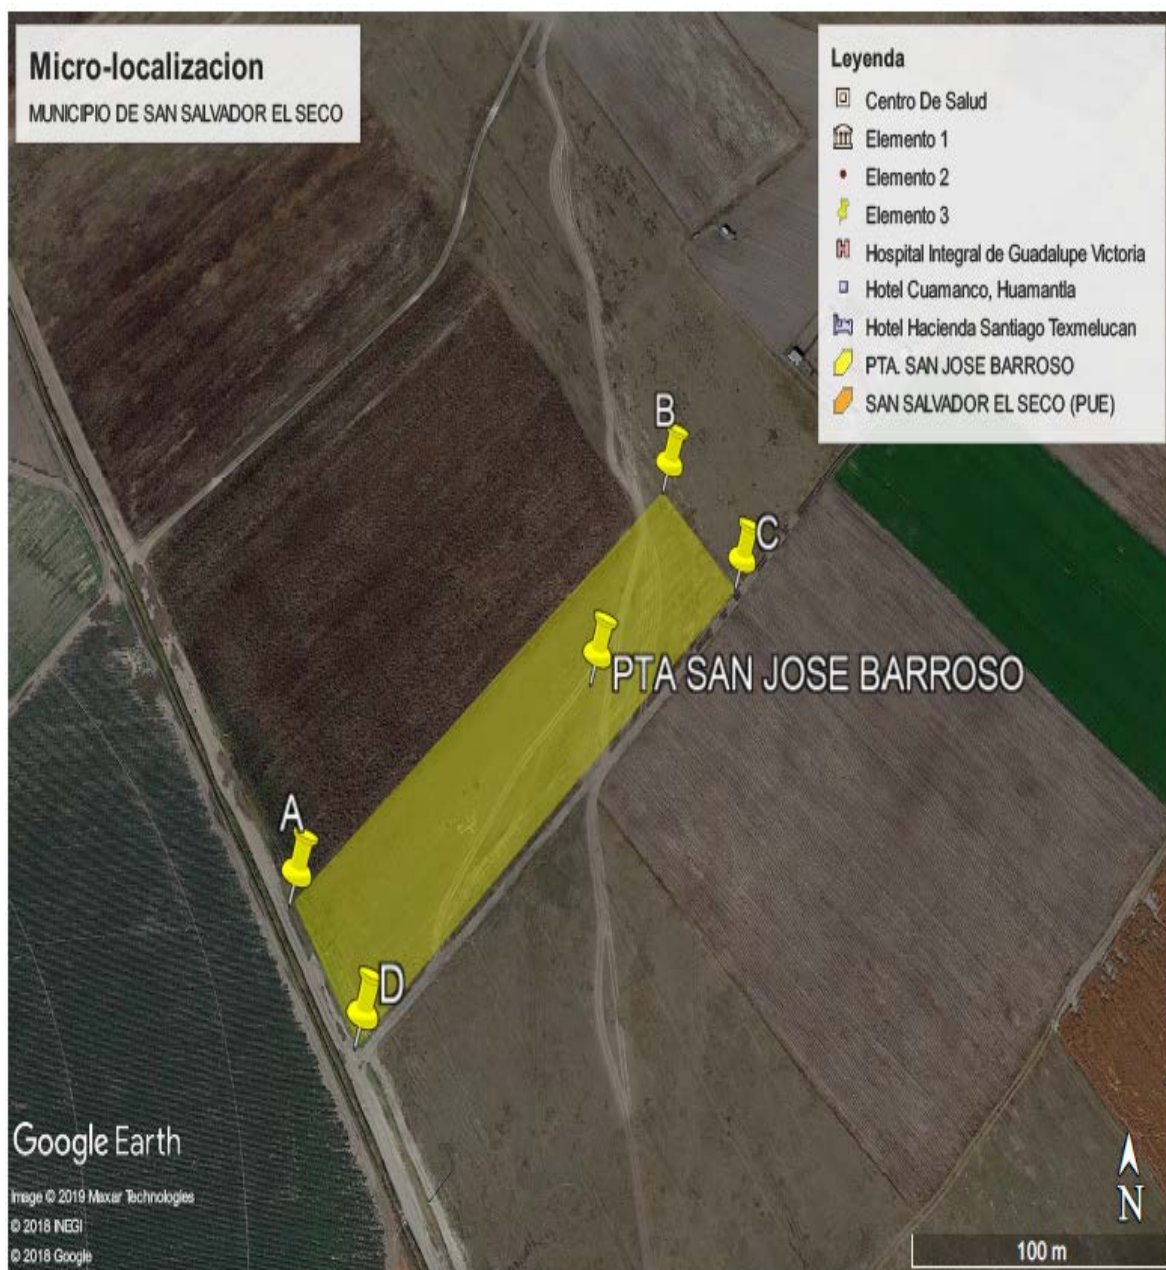 Micro-localizacion
MUNICIPIO DE SAN SALVADOR EL SECO
Leyenda
Centro De Salud
Elemento 1
Elemento 2
Elemento 3
Hospital Integral de Guadalupe Victoria
Hotel Cuamanco, Huamantla
Hotel Hacienda Santiago Texmelucan
PTA. SAN JOSE BARROSO
SAN SALVADOR EL SECO (PUE)
B
C
PTA SAN JOSE BARROSO
A
D
Google Earth
Image © 2019 Maxar Technologies
© 2018 INEGI
© 2018 Google
N
100 m